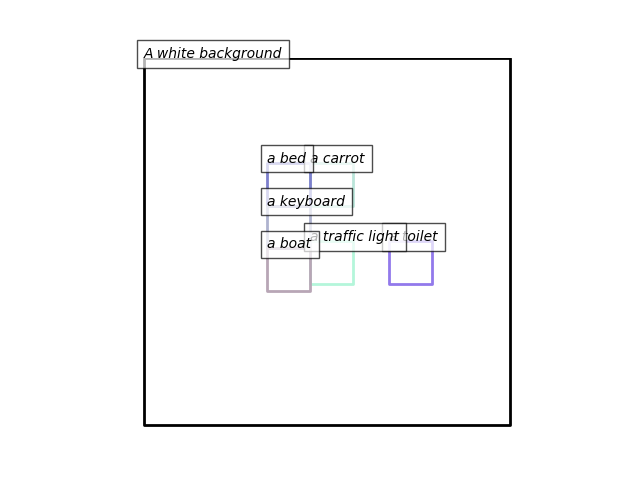 A white background
a bed
a carrot
a keyboard
a traffic light
toilet
a boat